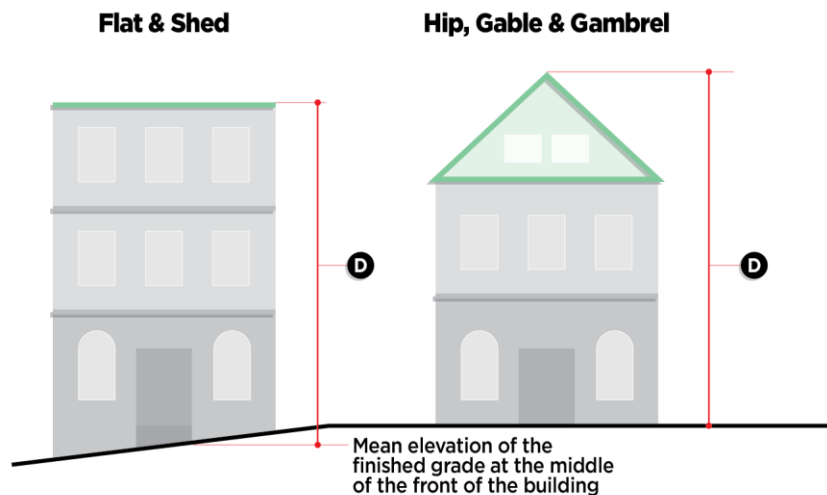 Flat & Shed
Hip, Gable & Gambrel
D
D
Mean elevation of the
finished grade at the middle
of the front of the building